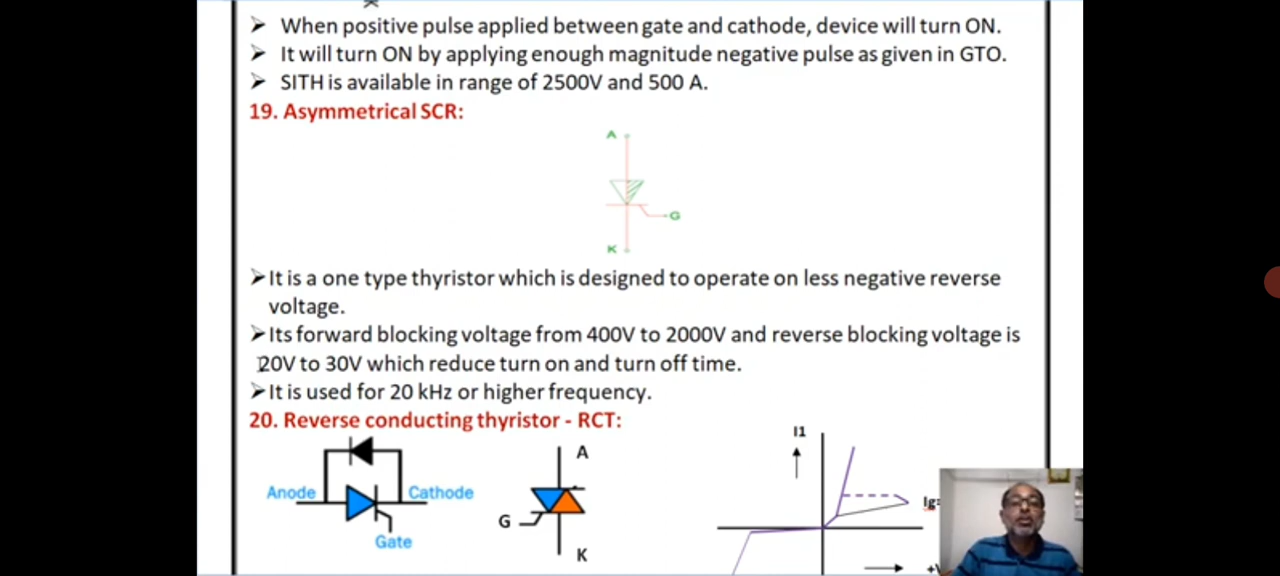 ➤ When positive pulse applied between gate and cathode, device will turn ON.
➤ It will turn ON by applying enough magnitude negative pulse as given in GTO.
➤ SITH is available in range of 2500V and 500 A.
19. Asymmetrical SCR:
A
G
K
➤It is a one type thyristor which is designed to operate on less negative reverse
voltage.
➤Its forward blocking voltage from 400V to 2000V and reverse blocking voltage is
20V to 30V which reduce turn on and turn off time.
➤It is used for 20 kHz or higher frequency.
20. Reverse conducting thyristor - RCT:
Anode
Cathode
Gate
A
G
K
I1
Ig=
+V